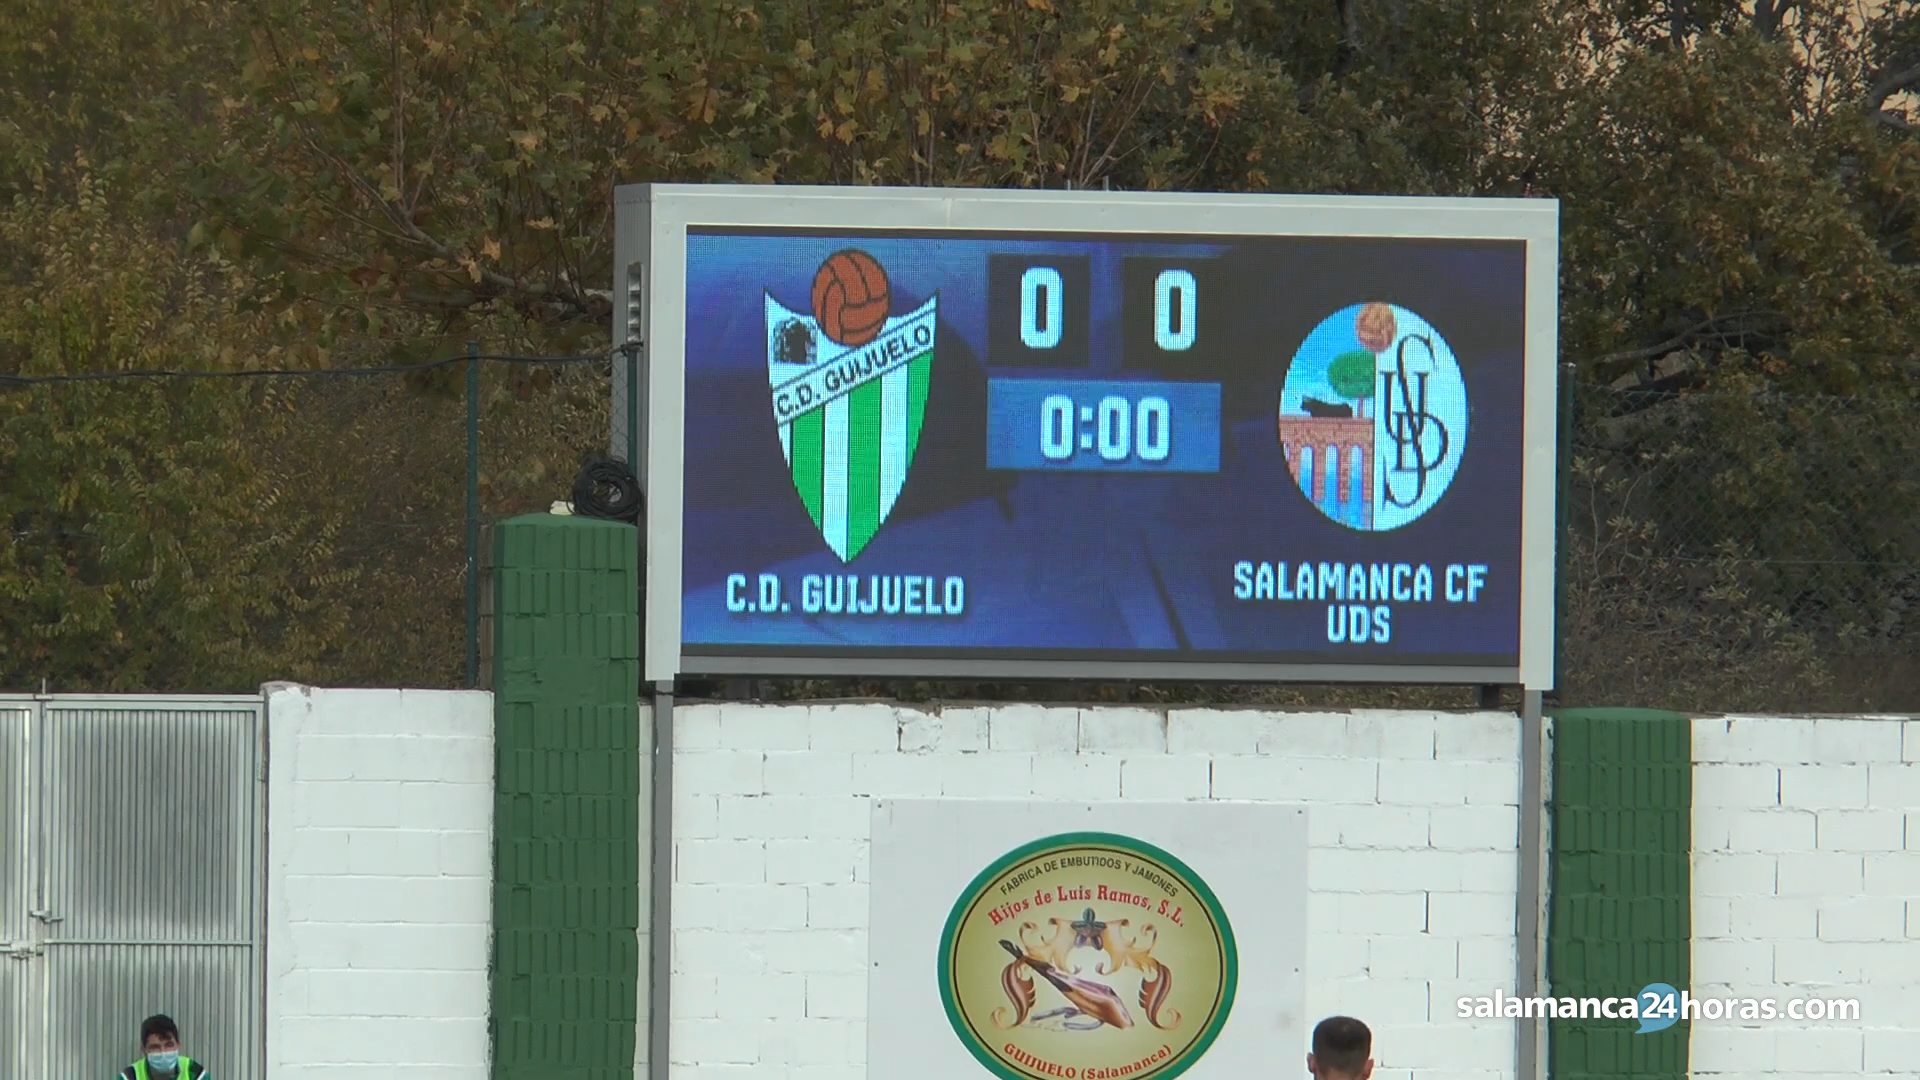 0 0
C.D. GUIJUELO
0:00
UDS
C.D. GUIJUELO
SALAMANCA CF
UDS
FABRICA DE EMBUTIDOS Y JAMONES
Hijos de Luis Ramos, S.L.
GUIJUELO (Salamanca)
salamanca24horas.com